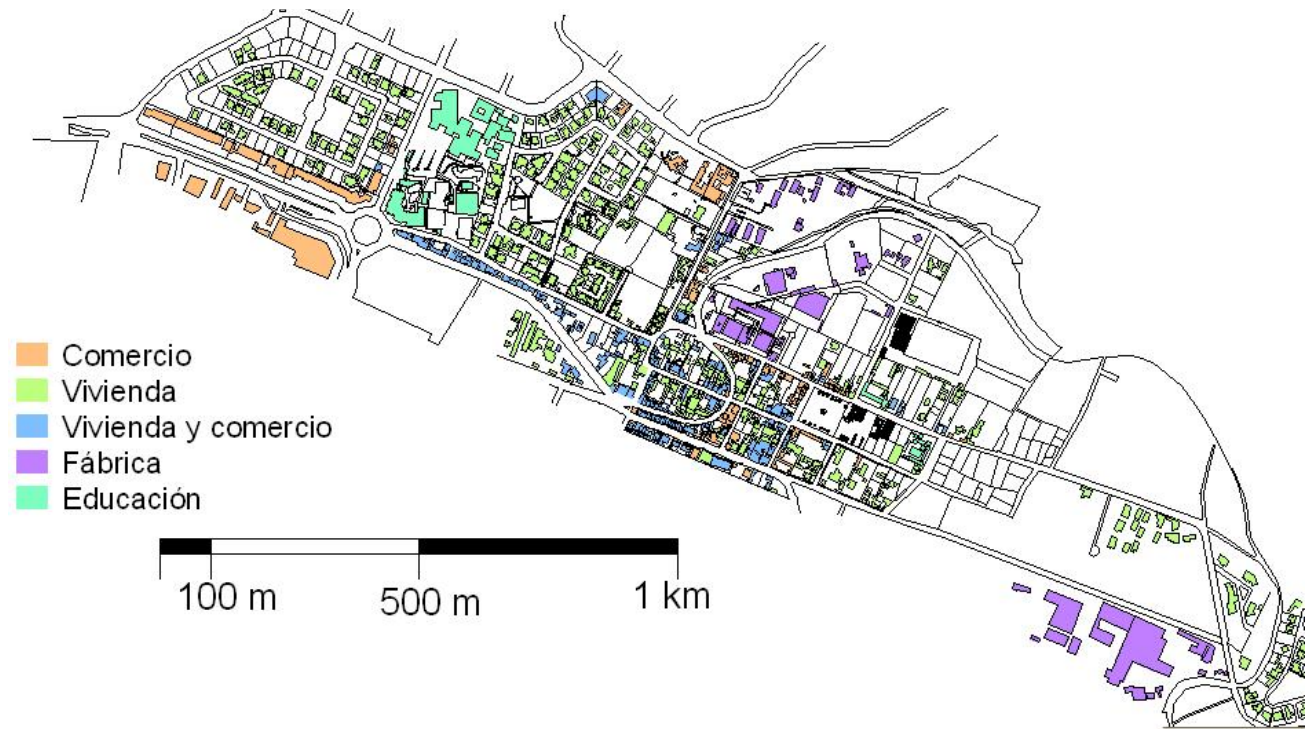 Comercio
Vivienda
Vivienda y comercio
Fábrica
Educación
100 m
500 m
1 km